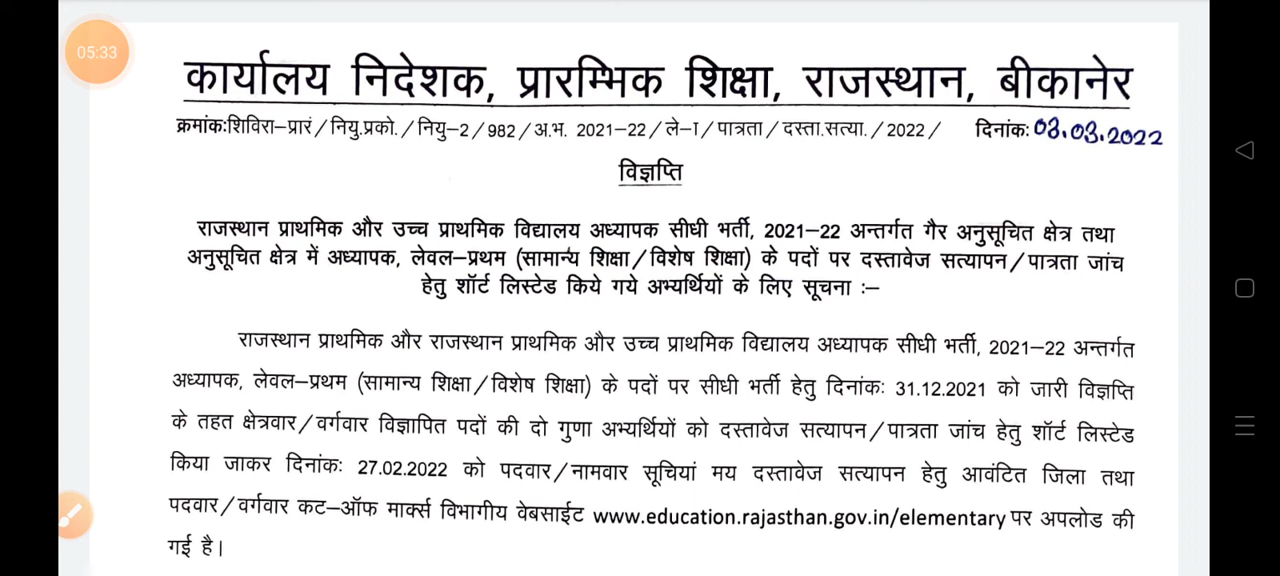 05:33
कार्यालय निदेशक, प्रारम्भिक शिक्षा, राजस्थान, बीकानेर
क्रमांक:शिविरा–प्रारं/नियु.प्रको./नियु–2/982/अ.भ. 2021–22/ले–I/पात्रता/दस्ता.सत्या./2022/ दिनांक: 03.03.2022
विज्ञप्ति
राजस्थान प्राथमिक और उच्च प्राथमिक विद्यालय अध्यापक सीधी भर्ती, 2021–22 अन्तर्गत गैर अनुसूचित क्षेत्र तथा
अनुसूचित क्षेत्र में अध्यापक, लेवल–प्रथम (सामान्य शिक्षा/विशेष शिक्षा) के पदों पर दस्तावेज सत्यापन/पात्रता जांच
हेतु शॉर्ट लिस्टेड किये गये अभ्यर्थियों के लिए सूचना :–
राजस्थान प्राथमिक और राजस्थान प्राथमिक और उच्च प्राथमिक विद्यालय अध्यापक सीधी भर्ती, 2021–22 अन्तर्गत
अध्यापक, लेवल–प्रथम (सामान्य शिक्षा/विशेष शिक्षा) के पदों पर सीधी भर्ती हेतु दिनांक: 31.12.2021 को जारी विज्ञप्ति
के तहत क्षेत्रवार/वर्गवार विज्ञापित पदों की दो गुणा अभ्यर्थियों को दस्तावेज सत्यापन/पात्रता जांच हेतु शॉर्ट लिस्टेड
किया जाकर दिनांक: 27.02.2022 को पदवार/नामवार सूचियां मय दस्तावेज सत्यापन हेतु आवंटित जिला तथा
पदवार/वर्गवार कट–ऑफ मार्क्स विभागीय वेबसाईट www.education.rajasthan.gov.in/elementary पर अपलोड की
गई है।